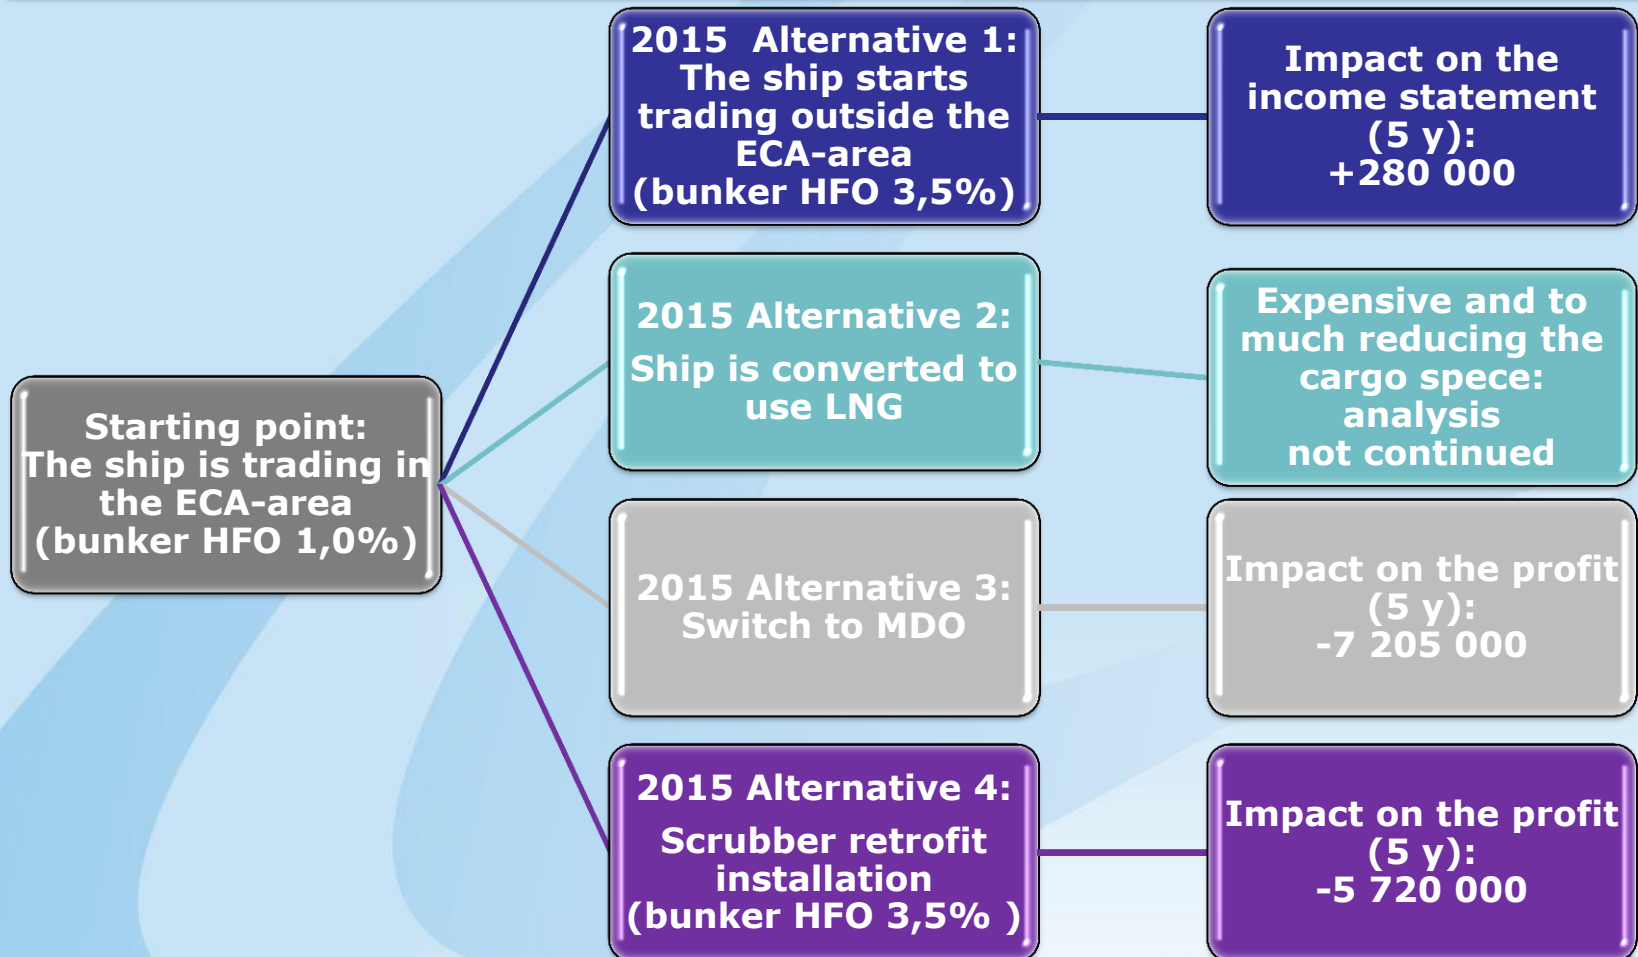 Starting point:
The ship is trading in
the ECA-area
(bunker HFO 1,0%)
2015 Alternative 1:
The ship starts
trading outside the
ECA-area
(bunker HFO 3,5%)
Impact on the
income statement
(5 y):
+280 000
2015 Alternative 2:
Ship is converted to
use LNG
Expensive and to
much reducing the
cargo spece:
analysis
not continued
2015 Alternative 3:
Switch to MDO
Impact on the profit
(5 y):
-7 205 000
2015 Alternative 4:
Scrubber retrofit
installation
(bunker HFO 3,5% )
Impact on the profit
(5 y):
-5 720 000